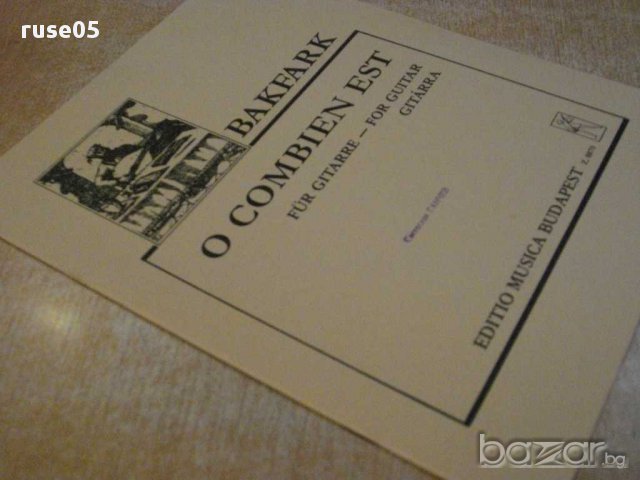 ruse05
BAKFARK
O COMBIEN EST
FÜR GITARRE — FOR GUITAR
GITÁRRA
EDITIO MUSICA BUDAPEST
bazar.bg